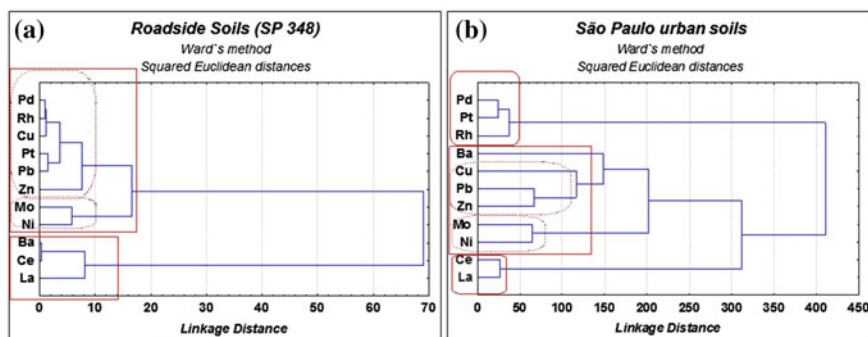 (a)
Roadside Soils (SP 348)
Ward`s method
Squared Euclidean distances
Pd
Rh
Cu
Pt
Pb
Zn
Mo
Ni
Ba
Ce
La
0 10 20 30 40 50 60 70
Linkage Distance
(b)
São Paulo urban soils
Ward`s method
Squared Euclidean distances
Pd
Pt
Rh
Ba
Cu
Pb
Zn
Mo
Ni
Ce
La
0 50 100 150 200 250 300 350 400 450
Linkage Distance